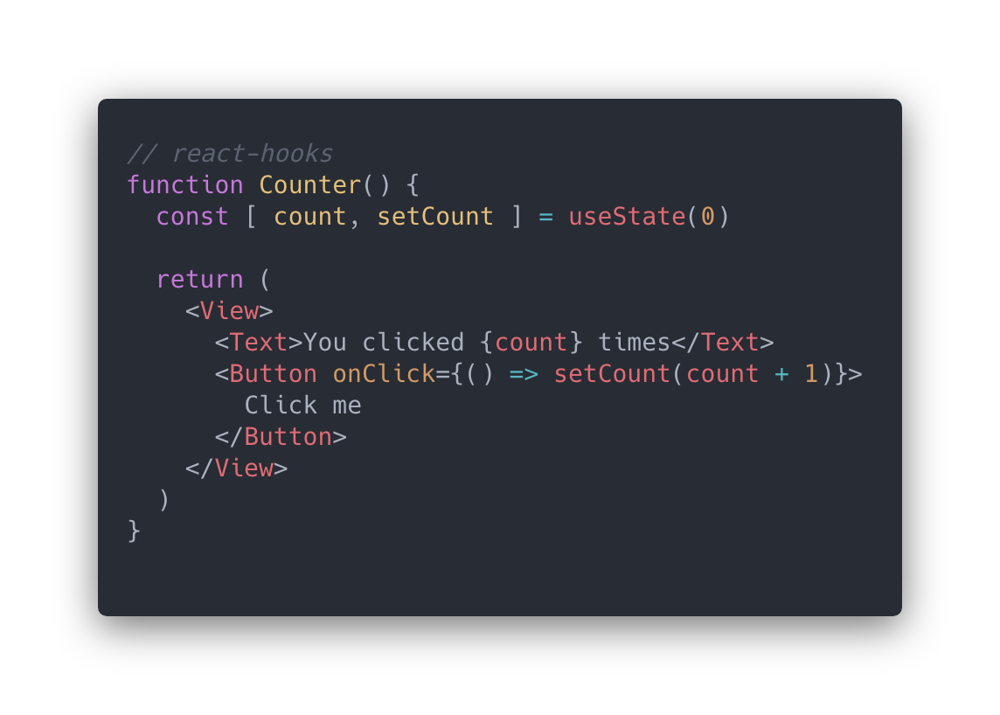 // react-hooks
function Counter() {
  const [ count, setCount ] = useState(0)

  return (
    <View>
      <Text>You clicked {count} times</Text>
      <Button onClick={() => setCount(count + 1)}>
        Click me
      </Button>
    </View>
  )
}